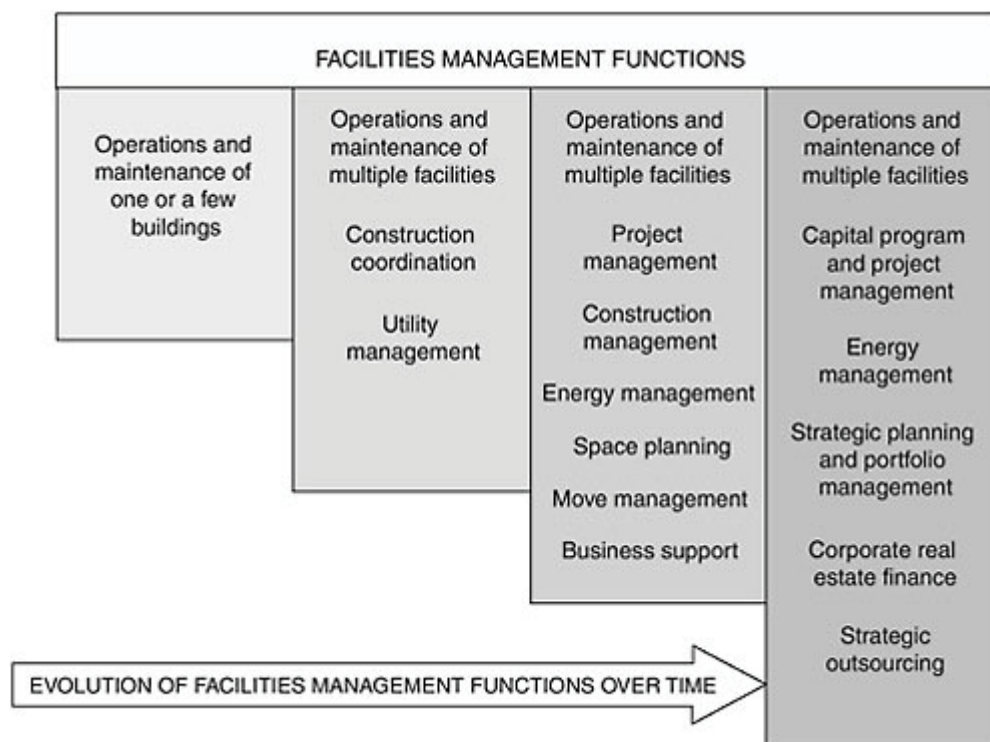 FACILITIES MANAGEMENT FUNCTIONS
Operations and
maintenance of
one or a few
buildings
Operations and
maintenance of
multiple facilities
Construction
coordination
Utility
management
Operations and
maintenance of
multiple facilities
Project
management
Construction
management
Energy management
Space planning
Move management
Business support
Operations and
maintenance of
multiple facilities
Capital program
and project
management
Energy
management
Strategic planning
and portfolio
management
Corporate real
estate finance
Strategic
outsourcing
EVOLUTION OF FACILITIES MANAGEMENT FUNCTIONS OVER TIME